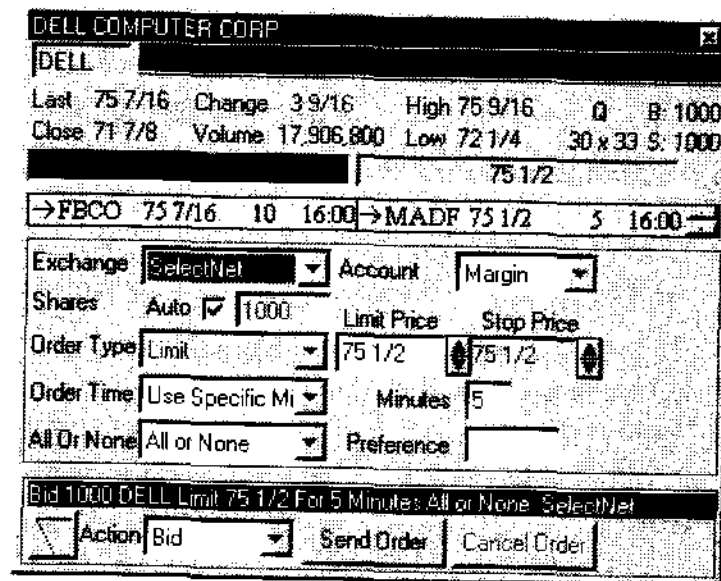 DELL COMPUTER CORP
DELL
Last 75 7/16 Change 3 9/16 High 75 9/16 Q B: 1000
Close 71 7/8 Volume 17,906,800 Low 72 1/4 30 x 33 S: 1000
75 1/2
→FBCO 75 7/16 10 16:00 →MADF 75 1/2 5 16:00
Exchange SelectNet Account Margin
Shares Auto 1000 Limit Price Stop Price
Order Type Limit 75 1/2 75 1/2
Order Time Use Specific Mi Minutes 5
All Or None All or None Preference
Bid 1000 DELL Limit 75 1/2 For 5 Minutes All or None SelectNet
Action Bid Send Order Cancel Order